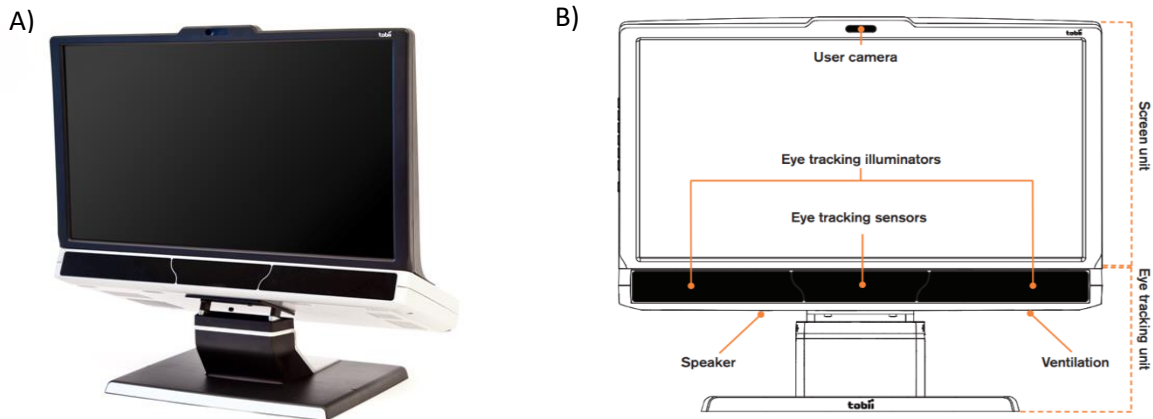 A)
tobii
B)
tobii
User camera
Eye tracking illuminators
Eye tracking sensors
Speaker
Ventilation
tobii
Screen unit
Eye tracking unit